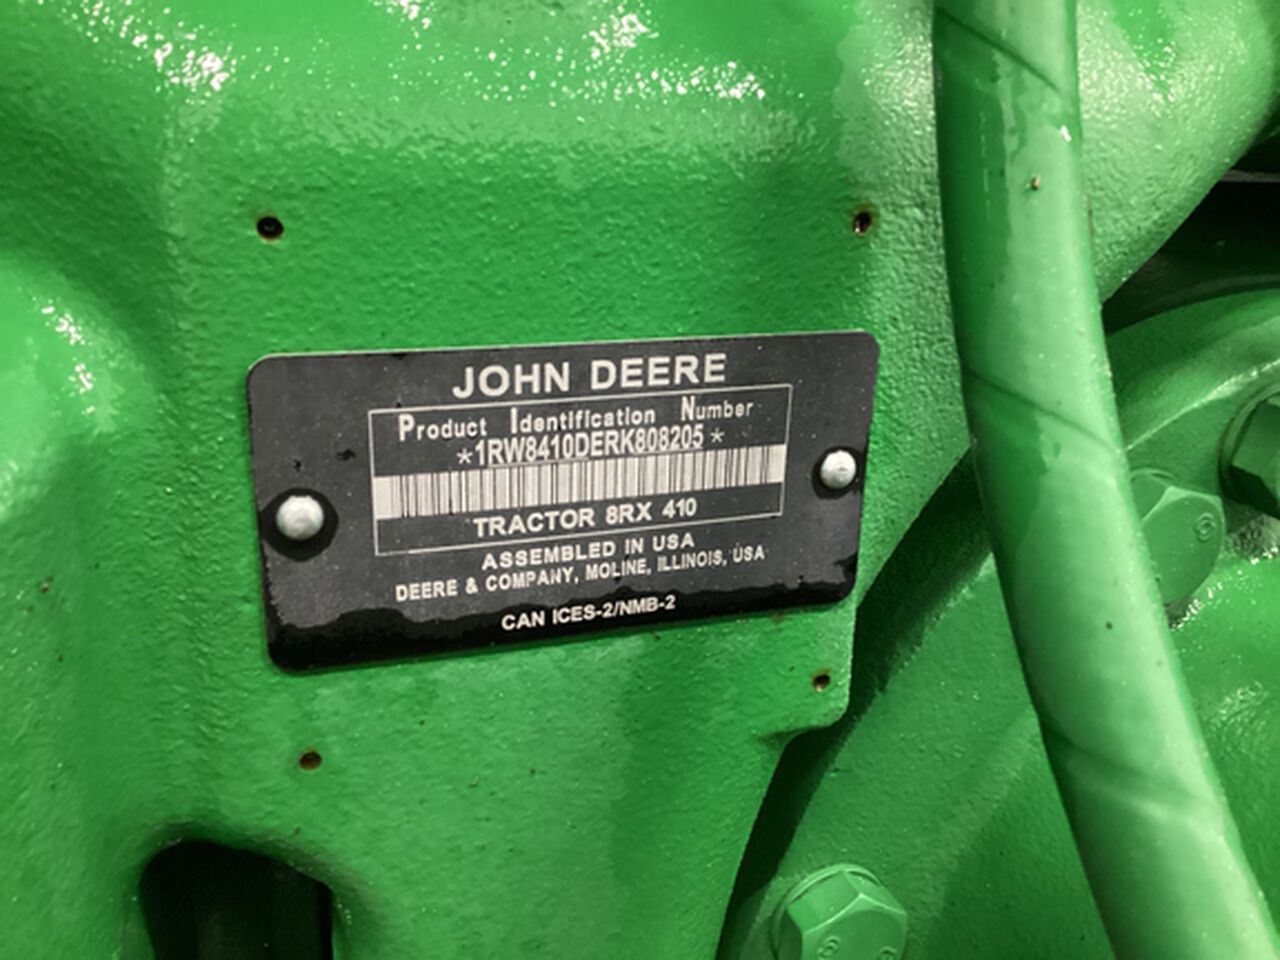 JOHN DEERE
Product Identification Number
*1RW8410DERK808205*
TRACTOR 8RX 410
ASSEMBLED IN USA
DEERE & COMPANY, MOLINE, ILLINOIS, USA
CAN ICES-2/NMB-2